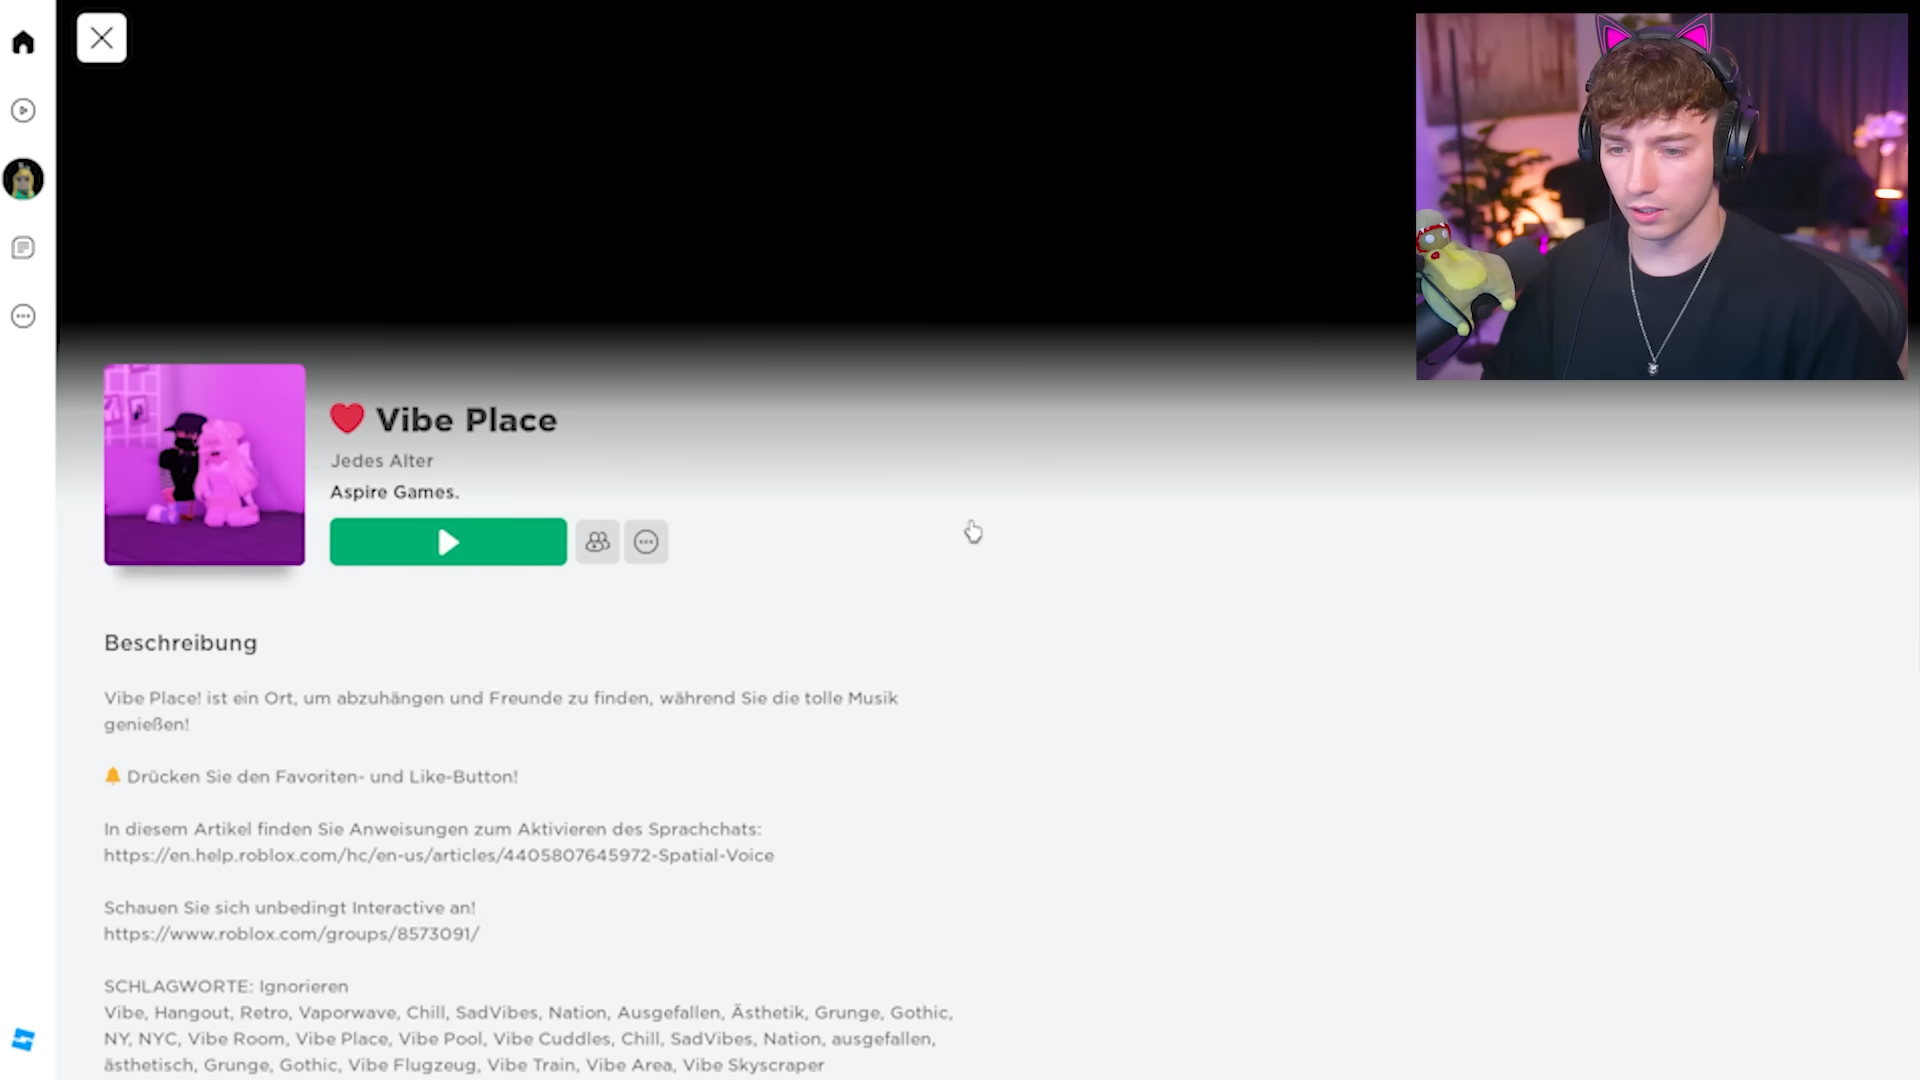 Vibe Place
Jedes Alter
Aspire Games.
Beschreibung
Vibe Place! ist ein Ort, um abzuhängen und Freunde zu finden, während Sie die tolle Musik
genießen!
Drücken Sie den Favoriten- und Like-Button!
In diesem Artikel finden Sie Anweisungen zum Aktivieren des Sprachchats:
https://en.help.roblox.com/hc/en-us/articles/4405807645972-Spatial-Voice
Schauen Sie sich unbedingt Interactive an!
https://www.roblox.com/groups/8573091/
SCHLAGWORTE: Ignorieren
Vibe, Hangout, Retro, Vaporwave, Chill, SadVibes, Nation, Ausgefallen, Ästhetik, Grunge, Gothic,
NY, NYC, Vibe Room, Vibe Place, Vibe Pool, Vibe Cuddles, Chill, SadVibes, Nation, ausgefallen,
ästhetisch, Grunge, Gothic, Vibe Flugzeug, Vibe Train, Vibe Area, Vibe Skyscraper